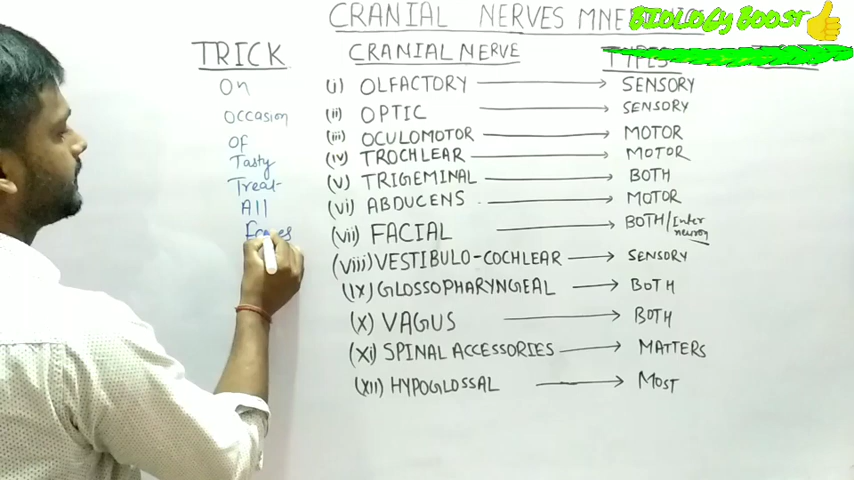 CRANIAL NERVES
BIOLOGY BOOST
TRICK CRANIAL NERVE
On (i) OLFACTORY SENSORY
occasion (ii) OPTIC SENSORY
OF (iii) OCULOMOTOR MOTOR
Tasty (iv) TROCHLEAR MOTOR
Treat (v) TRIGEMINAL BOTH
All (vi) ABDUCENS MOTOR
(vii) FACIAL BOTH/Inter neuron
(viii) VESTIBULO-COCHLEAR SENSORY
(ix) GLOSSOPHARYNGEAL BOTH
(x) VAGUS BOTH
(xi) SPINAL ACCESSORIES MATTERS
(xii) HYPOGLOSSAL MOST